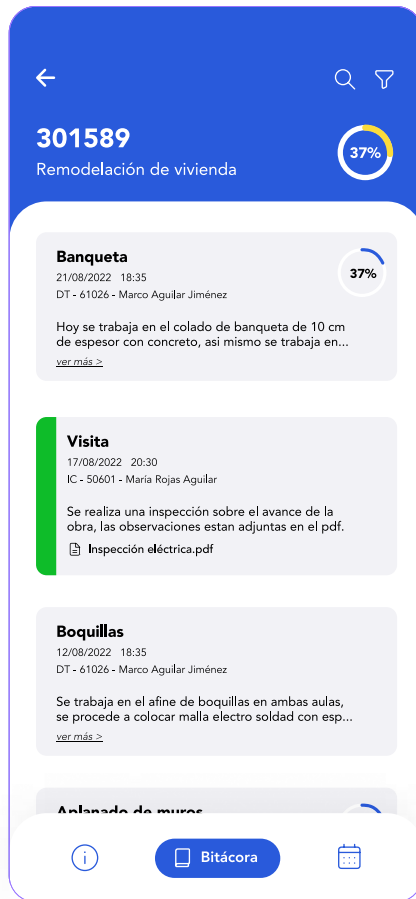 301589
Remodelación de vivienda
37%
Banqueta
21/08/2022 18:35
DT - 61026 - Marco Aguilar Jiménez
37%
Hoy se trabaja en el colado de banqueta de 10 cm
de espesor con concreto, asi mismo se trabaja en...
ver más >
Visita
17/08/2022 20:30
IC - 50601 - María Rojas Aguilar
Se realiza una inspección sobre el avance de la
obra, las observaciones estan adjuntas en el pdf.
Inspección eléctrica.pdf
Boquillas
12/08/2022 18:35
DT - 61026 - Marco Aguilar Jiménez
Se trabaja en el afine de boquillas en ambas aulas,
se procede a colocar malla electro soldad con esp...
ver más >
Aplanado de muros
Bitácora